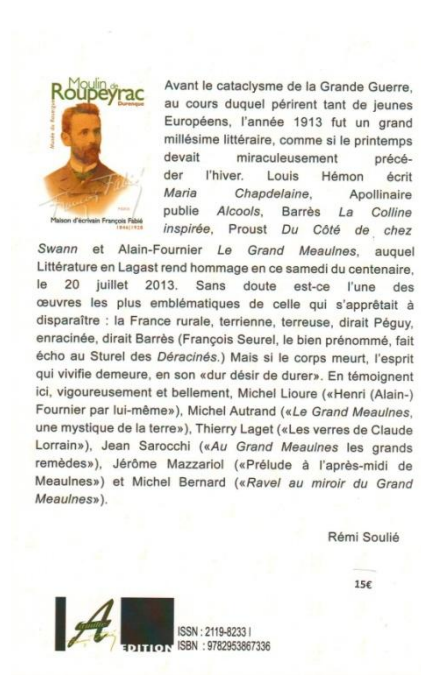 Moulin de
Roupeyrac
Durenque
Musée du Rouergue
Maison d'écrivain François Fabié
Avant le cataclysme de la Grande Guerre,
au cours duquel périrent tant de jeunes
Européens, l'année 1913 fut un grand
millésime littéraire, comme si le printemps
devait miraculeusement précé-
der l'hiver. Louis Hémon écrit
Maria Chapdelaine, Apollinaire
publie Alcools, Barrès La Colline
inspirée, Proust Du Côté de chez
Swann et Alain-Fournier Le Grand Meaulnes, auquel
Littérature en Lagast rend hommage en ce samedi du centenaire,
le 20 juillet 2013. Sans doute est-ce l'une des
œuvres les plus emblématiques de celle qui s'apprêtait à
disparaître : la France rurale, terrienne, terreuse, dirait Péguy,
enracinée, dirait Barrès (François Seurel, le bien prénommé, fait
écho au Sturel des Déracinés.) Mais si le corps meurt, l'esprit
qui vivifie demeure, en son «dur désir de durer». En témoignent
ici, vigoureusement et bellement, Michel Lioure («Henri (Alain-)
Fournier par lui-même»), Michel Autrand («Le Grand Meaulnes,
une mystique de la terre»), Thierry Laget («Les verres de Claude
Lorrain»), Jean Sarocchi («Au Grand Meaulnes les grands
remèdes»), Jérôme Mazzariol («Prélude à l'après-midi de
Meaulnes») et Michel Bernard («Ravel au miroir du Grand
Meaulnes»).
Rémi Soulié
15€
EDITION
ISSN : 2119-8233 I
ISBN : 9782953867336